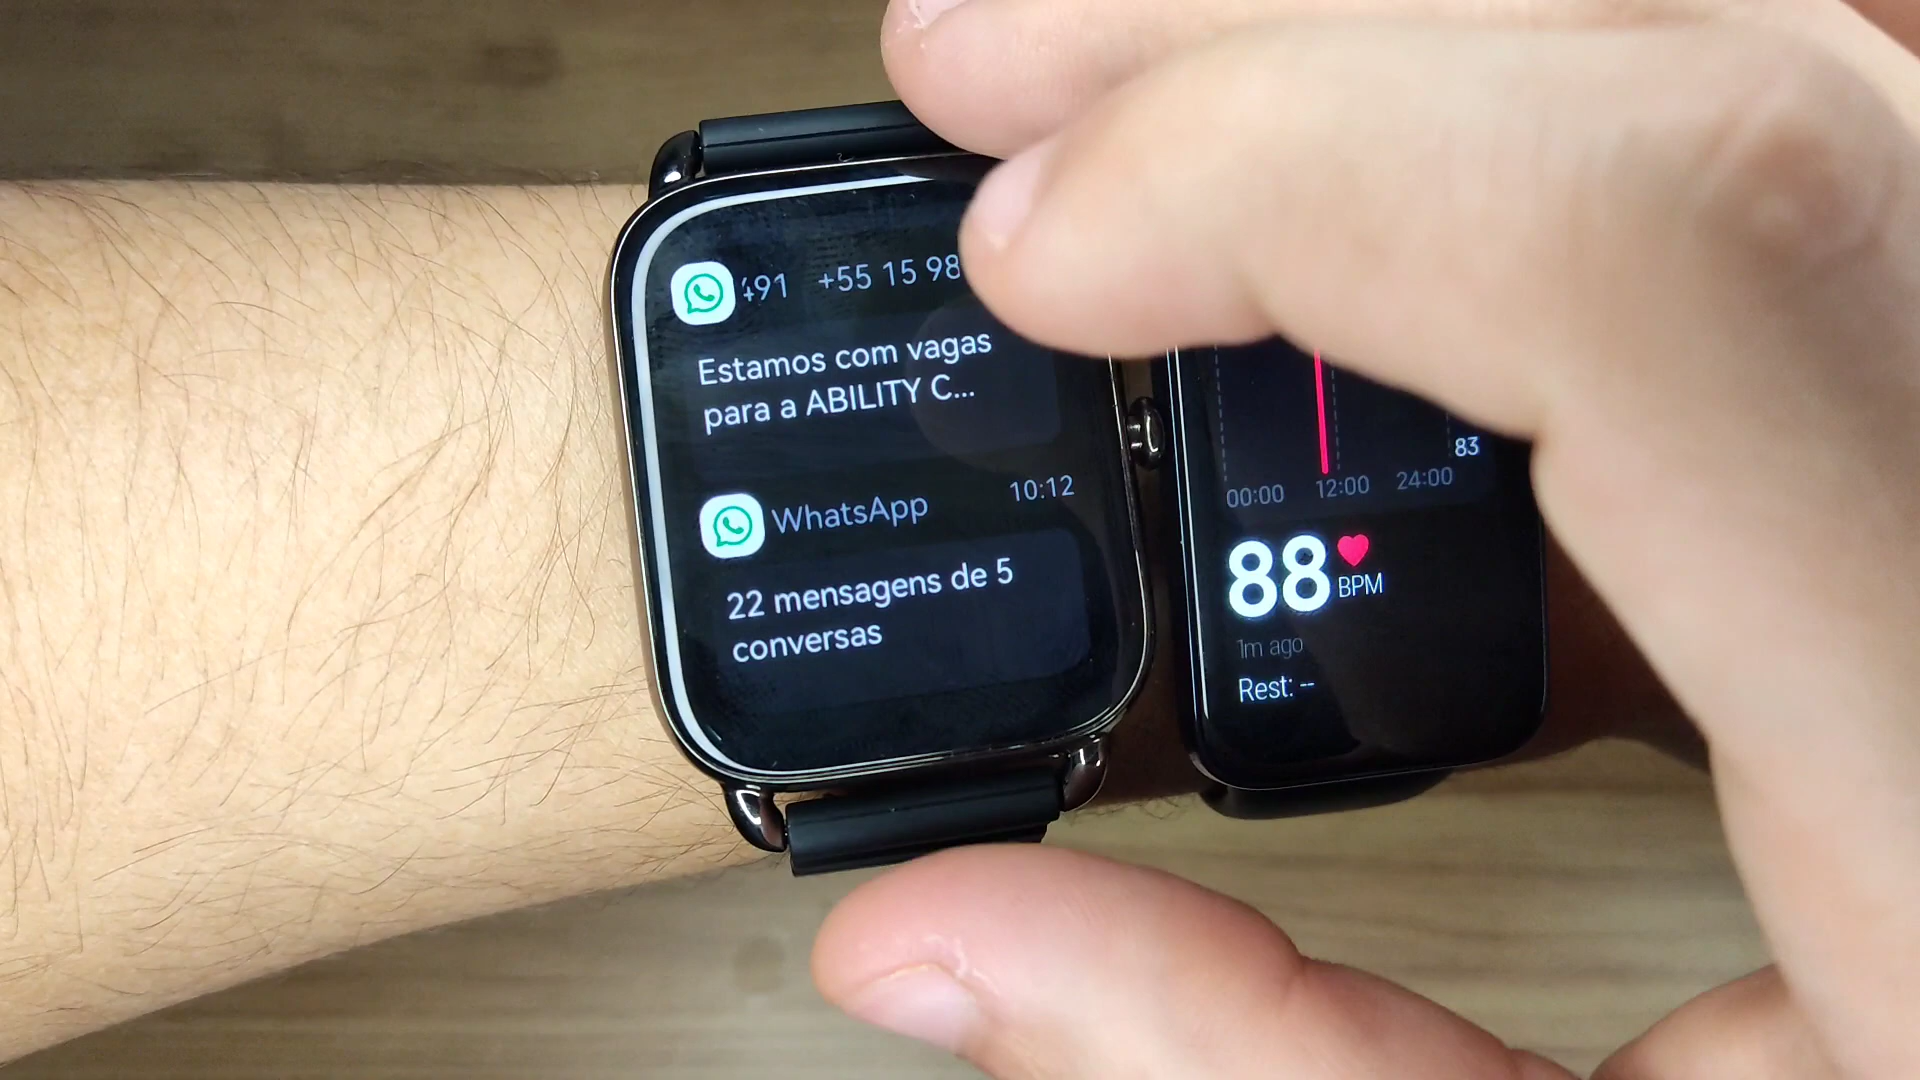 491 +55 15 98
Estamos com vagas
para a ABILITY C...
WhatsApp 10:12
22 mensagens de 5
conversas
83
00:00 12:00 24:00
88 BPM
1m ago
Rest: --